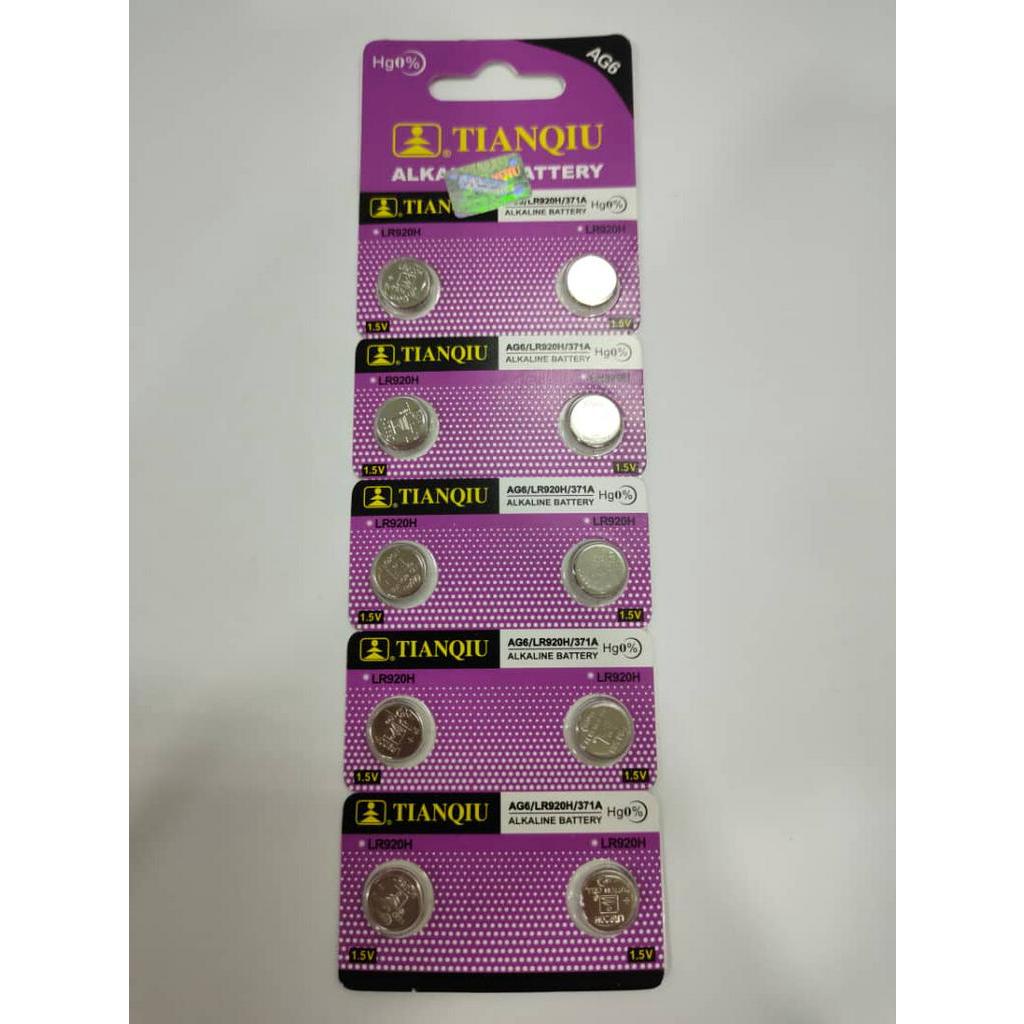 Hg0%
AG6
TIANQIU
ALKA ATTERY
TIAN /LR920H/371A
ALKALINE BATTERY
Hg0%
LR920H LR920H
1.5V 1.5V
TIANQIU AG6/LR920H/371A
ALKALINE BATTERY
Hg0%
LR920H LR920H
1.5V 1.5V
TIANQIU AG6/LR920H/371A
ALKALINE BATTERY
Hg0%
LR920H LR920H
1.5V 1.5V
TIANQIU AG6/LR920H/371A
ALKALINE BATTERY
Hg0%
LR920H LR920H
1.5V 1.5V
TIANQIU AG6/LR920H/371A
ALKALINE BATTERY
Hg0%
LR920H LR920H
1.5V 1.5V